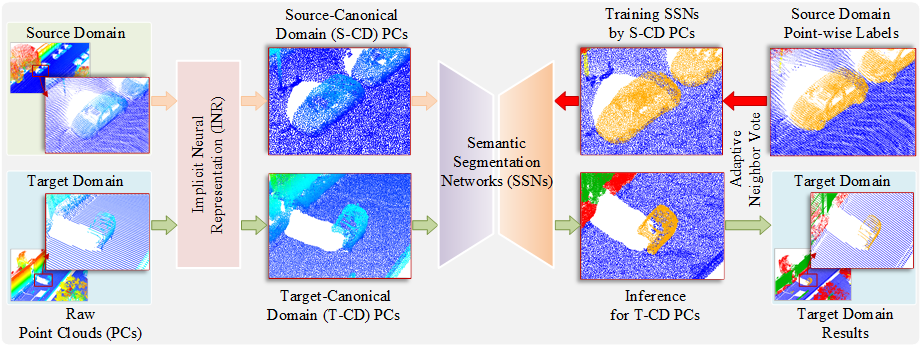 Source Domain
Source-Canonical
Domain (S-CD) PCs
Training SSNs
by S-CD PCs
Source Domain
Point-wise Labels
Implicit Neural
Representation (INR)
Semantic
Segmentation
Networks (SSNs)
Adaptive
Neighbor Vote
Target Domain
Target Domain
Raw
Point Clouds (PCs)
Target-Canonical
Domain (T-CD) PCs
Inference
for T-CD PCs
Target Domain
Results